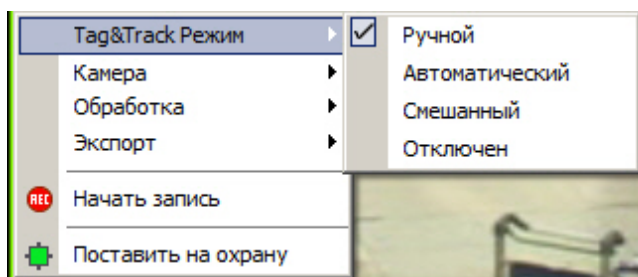 Tag&Track Режим
Камера
Обработка
Экспорт
REC Начать запись
Поставить на охрану
Ручной
Автоматический
Смешанный
Отключен